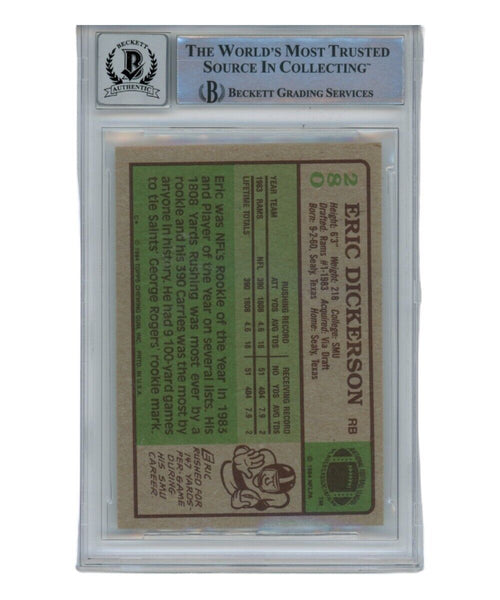 BECKETT
AUTHENTIC
THE WORLD'S MOST TRUSTED
SOURCE IN COLLECTING™
BECKETT GRADING SERVICES
280
ERIC DICKERSON RB
Height: 6'3" Weight: 218 College: SMU
Drafted: Rams #1-1983 Acquired: Via Draft
Born: 9-2-60, Sealy, Texas Home: Sealy, Texas
© 1984 NFLPA
RUSHING RECORD RECEIVING RECORD
YEAR TEAM NFL ATT YDS AVG TDS NO YDS AVG TDS
1983 RAMS 390 1808 4.6 18 51 404 7.9 2
LIFETIME TOTALS 390 1808 4.6 18 51 404 7.9 2
Eric was NFL's Rookie of the Year in 1983
and Player of the Year on several lists. His
1808 Yards Rushing was most ever by a
rookie and his 390 Carries was the most by
anyone in history. He had 9 100-yard games
to tie Saints' George Rogers' rookie mark.
ERIC
RUSHED FOR
147 YARDS
PER-GAME
DURING
HIS SMU
CAREER.
C* © 1984 TOPPS CHEWING GUM, INC. PRTD. IN U.S.A.